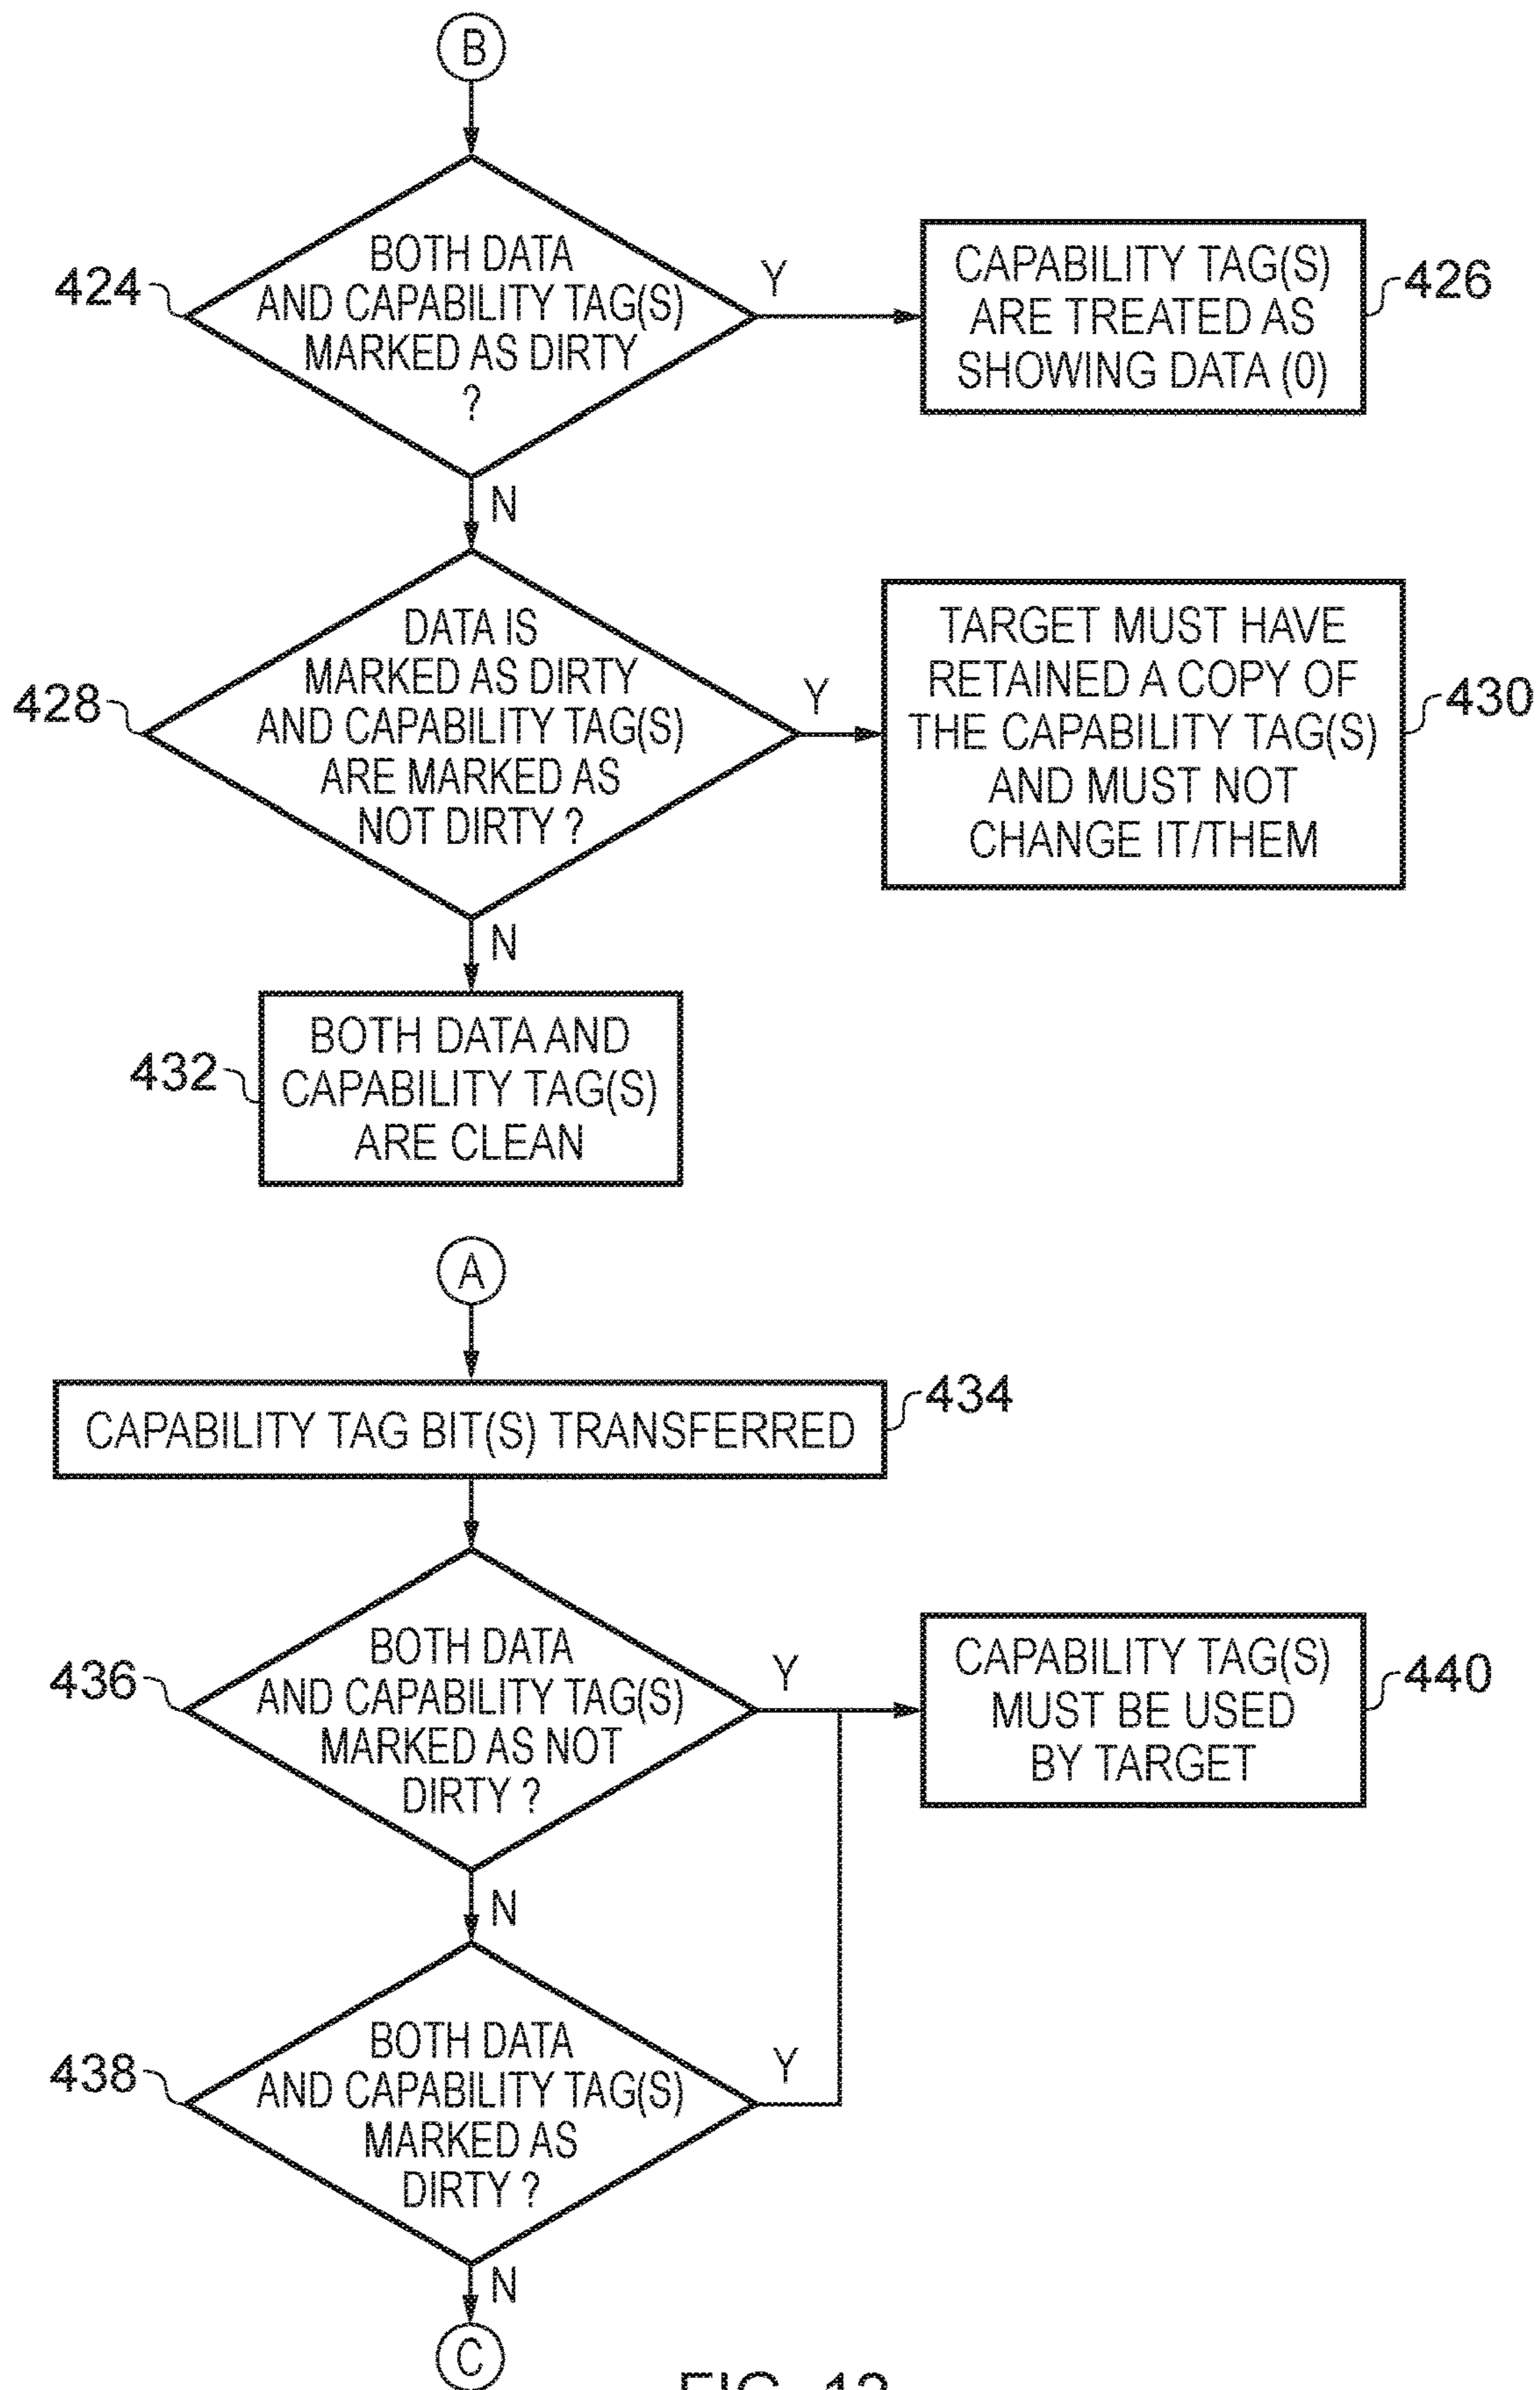 B
BOTH DATA
AND CAPABILITY TAG(S)
MARKED AS DIRTY
?
424
Y
CAPABILITY TAG(S)
ARE TREATED AS
SHOWING DATA (0)
426
N
DATA IS
MARKED AS DIRTY
AND CAPABILITY TAG(S)
ARE MARKED AS
NOT DIRTY ?
428
Y
TARGET MUST HAVE
RETAINED A COPY OF
THE CAPABILITY TAG(S)
AND MUST NOT
CHANGE IT/THEM
430
N
BOTH DATA AND
CAPABILITY TAG(S)
ARE CLEAN
432
A
CAPABILITY TAG BIT(S) TRANSFERRED
434
BOTH DATA
AND CAPABILITY TAG(S)
MARKED AS NOT
DIRTY ?
436
Y
CAPABILITY TAG(S)
MUST BE USED
BY TARGET
440
N
BOTH DATA
AND CAPABILITY TAG(S)
MARKED AS
DIRTY ?
438
Y
N
C
FIG.